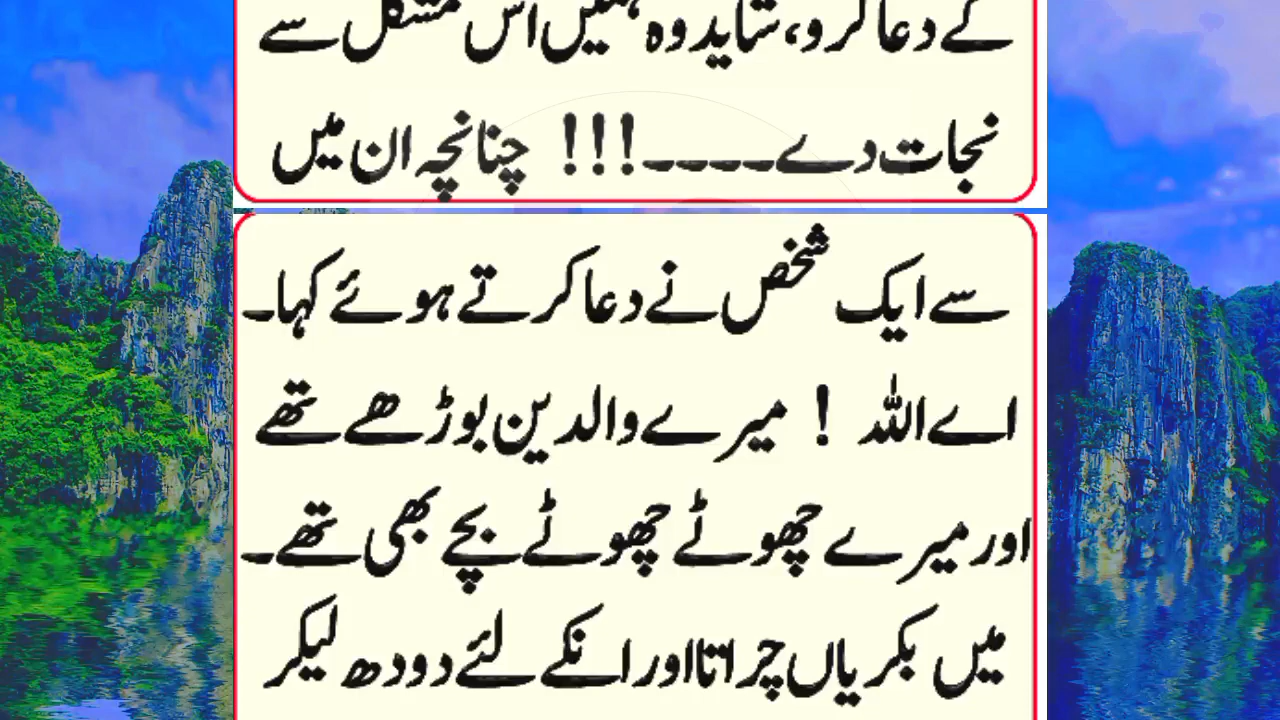 کے دعا کرو، شاید وہ ہمیں اس مشکل سے
نجات دے ۔۔۔۔!!! چنانچہ ان میں
سے ایک شخص نے دعا کرتے ہوئے کہا۔
اے اللہ ! میرے والدین بوڑھے تھے
اور میرے چھوٹے چھوٹے بچے بھی تھے۔
میں بکریاں چراتا اور انکے لئے دودھ لیکر